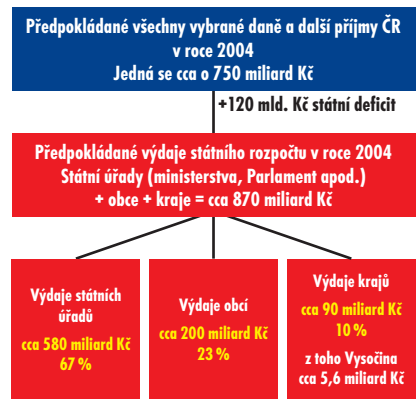 Předpokládané všechny vybrané daně a další příjmy ČR
v roce 2004
Jedná se cca o 750 miliard Kč
+120 mld. Kč státní deficit
Předpokládané výdaje státního rozpočtu v roce 2004
Státní úřady (ministerstva, Parlament apod.)
+ obce + kraje = cca 870 miliard Kč
Výdaje státních
úřadů
cca 580 miliard Kč
67 %
Výdaje obcí
cca 200 miliard Kč
23 %
Výdaje krajů
cca 90 miliard Kč
10 %
z toho Vysočina
cca 5,6 miliard Kč